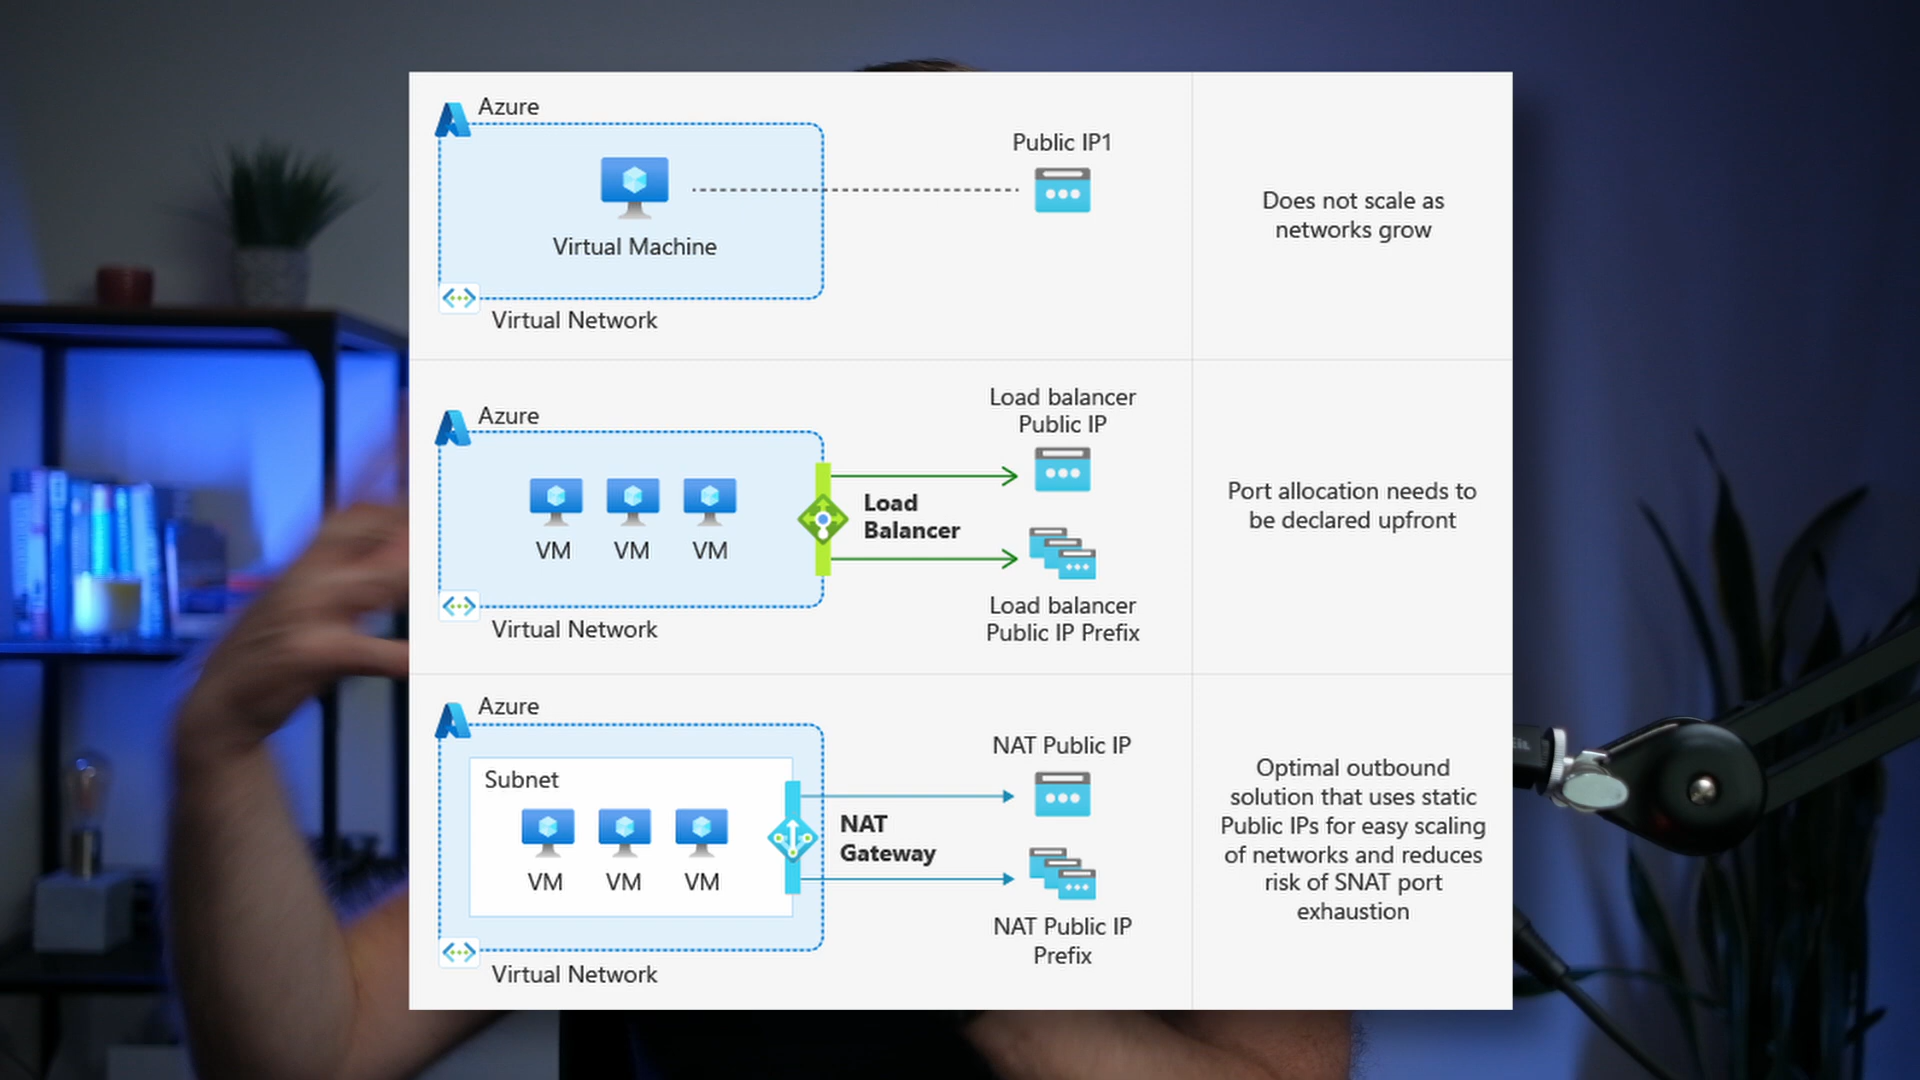 Azure
Public IP1
Virtual Machine
Virtual Network
Does not scale as
networks grow
Azure
Load balancer
Public IP
Load
Balancer
VM VM VM
Load balancer
Public IP Prefix
Virtual Network
Port allocation needs to
be declared upfront
Azure
Subnet
NAT Public IP
NAT
Gateway
VM VM VM
NAT Public IP
Prefix
Virtual Network
Optimal outbound
solution that uses static
Public IPs for easy scaling
of networks and reduces
risk of SNAT port
exhaustion